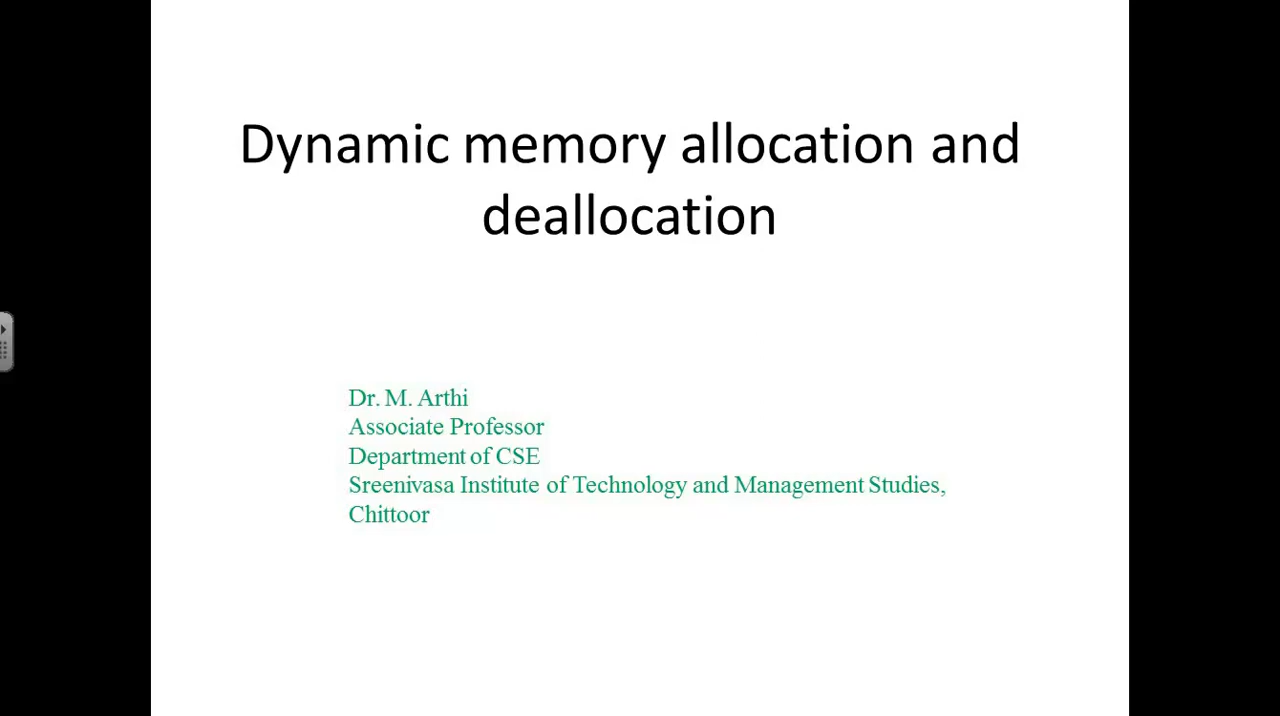 Dynamic memory allocation and
deallocation
Dr. M. Arthi
Associate Professor
Department of CSE
Sreenivasa Institute of Technology and Management Studies,
Chittoor